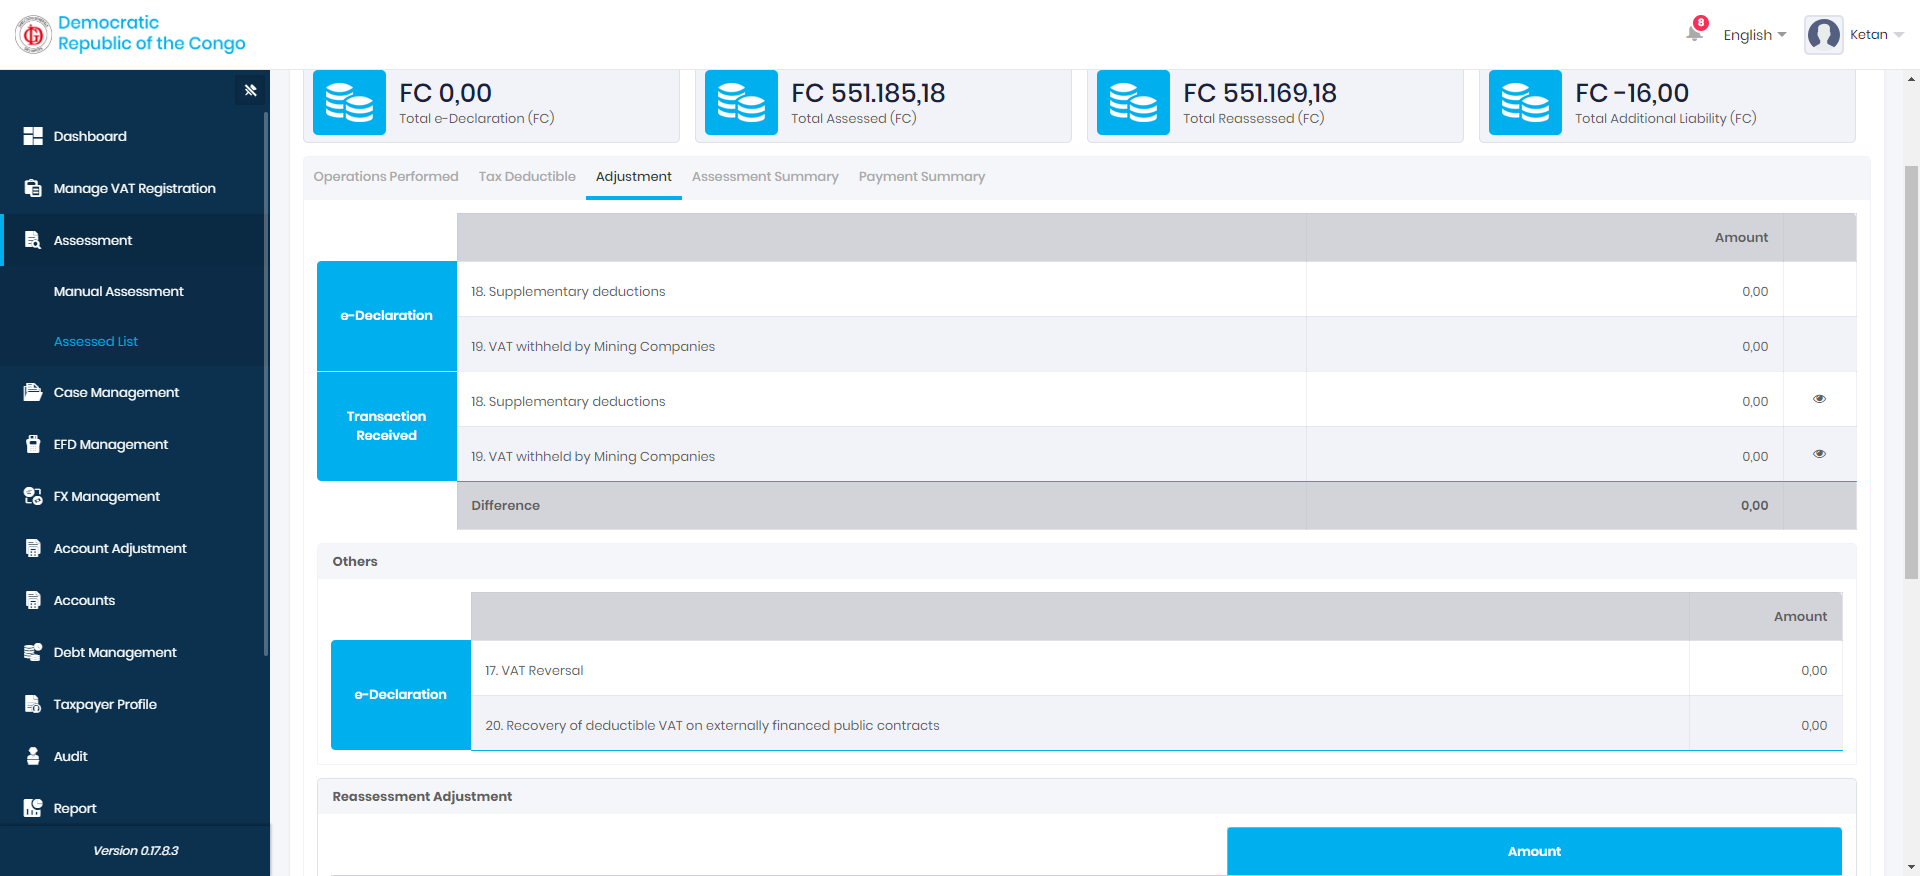 Democratic
Republic of the Congo
8
English
Ketan
Dashboard
Manage VAT Registration
Assessment
Manual Assessment
Assessed List
Case Management
EFD Management
FX Management
Account Adjustment
Accounts
Debt Management
Taxpayer Profile
Audit
Report
Version 0.17.8.3
FC 0,00
Total e-Declaration (FC)
FC 551.185,18
Total Assessed (FC)
FC 551.169,18
Total Reassessed (FC)
FC -16,00
Total Additional Liability (FC)
Operations Performed Tax Deductible Adjustment Assessment Summary Payment Summary
Amount
e-Declaration
18. Supplementary deductions 0,00
19. VAT withheld by Mining Companies 0,00
Transaction
Received
18. Supplementary deductions 0,00
19. VAT withheld by Mining Companies 0,00
Difference 0,00
Others
Amount
e-Declaration
17. VAT Reversal 0,00
20. Recovery of deductible VAT on externally financed public contracts 0,00
Reassessment Adjustment
Amount